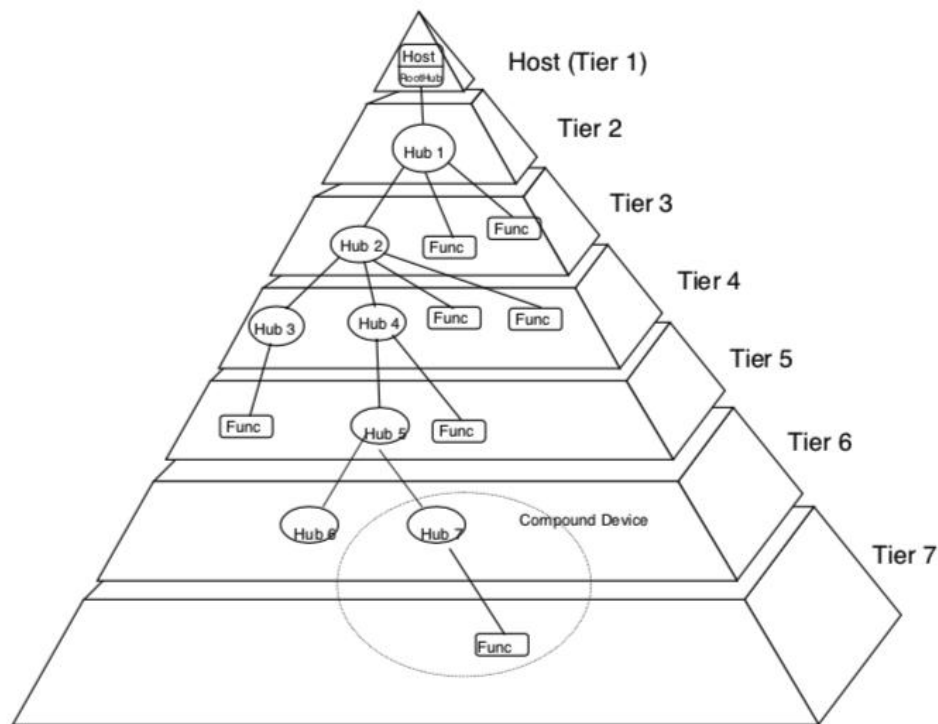 Host
RootHub
Host (Tier 1)
Hub 1
Tier 2
Func
Func
Hub 2
Tier 3
Hub 3
Hub 4
Func
Func
Tier 4
Func
Hub 5
Func
Tier 5
Hub 6
Hub 7
Compound Device
Tier 6
Func
Tier 7